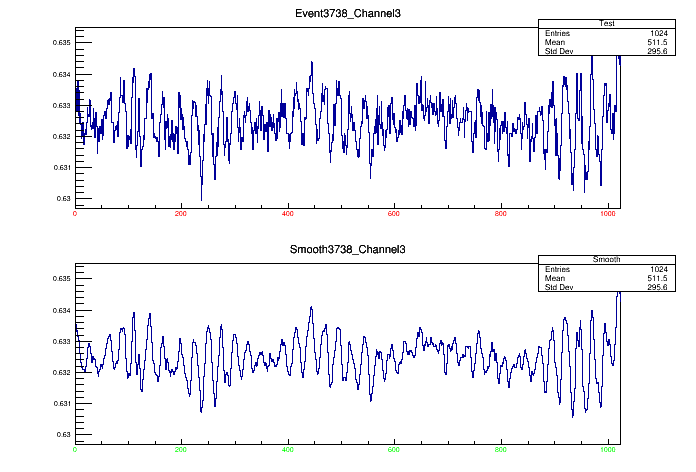 Event3738_Channel3
Test
Entries 1024
Mean 511.5
Std Dev 295.6
0.635
0.634
0.633
0.632
0.631
0.63
0 200 400 600 800 1000
Smooth3738_Channel3
Smooth
Entries 1024
Mean 511.5
Std Dev 295.6
0.635
0.634
0.633
0.632
0.631
0.63
0 200 400 600 800 1000